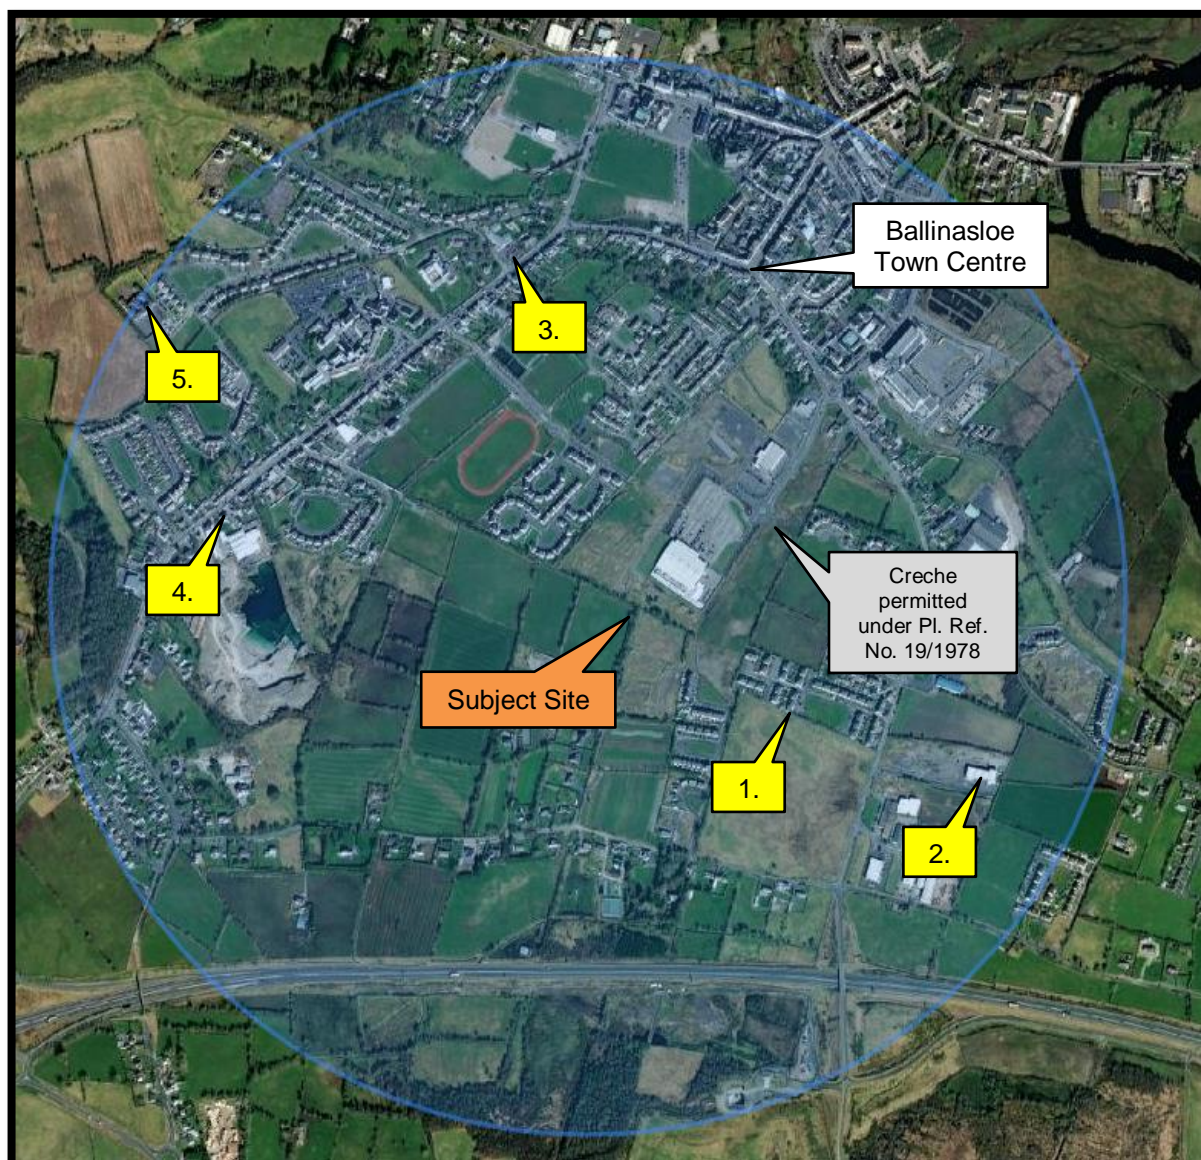 Ballinasloe
Town Centre
3.
5.
Creche
permitted
under Pl. Ref.
No. 19/1978
4.
Subject Site
1.
2.